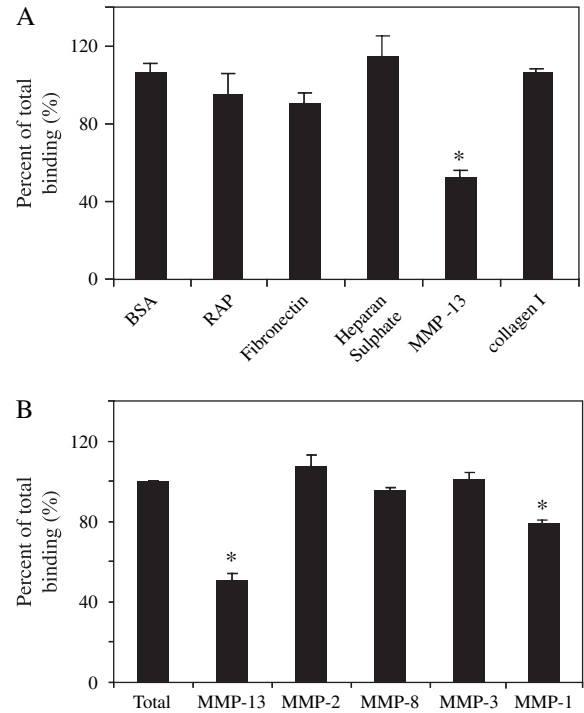 A
Percent of total
binding (%)
120
80
40
0
*
BSA
RAP
Fibronectin
Heparan
Sulphate
MMP -13
collagen I
B
Percent of total
binding (%)
120
80
40
0
*
*
Total
MMP-13
MMP-2
MMP-8
MMP-3
MMP-1